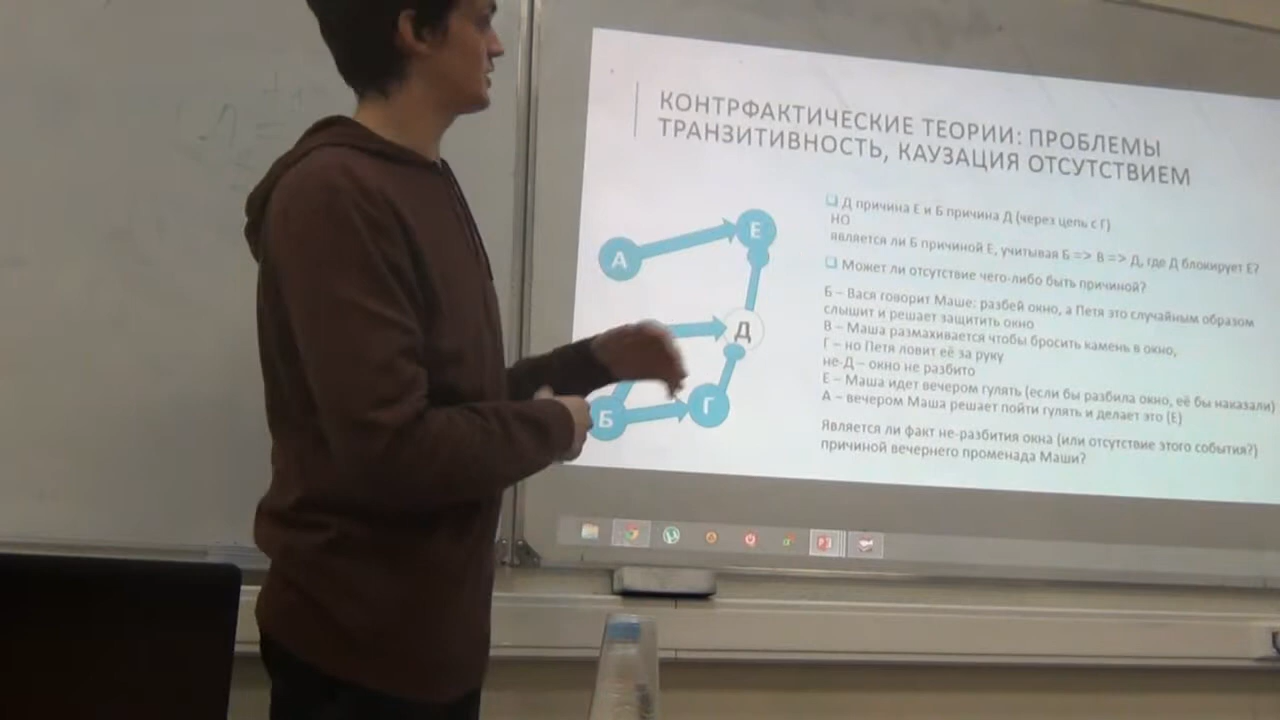 КОНТРФАКТИЧЕСКИЕ ТЕОРИИ: ПРОБЛЕМЫ
ТРАНЗИТИВНОСТЬ, КАУЗАЦИЯ ОТСУТСТВИЕМ
Д причина Е и Б причина Д (через цепь с Г)
НО
является ли Б причиной Е, учитывая Б => В => Д, где Д блокирует Е?
Может ли отсутствие чего-либо быть причиной?
Б – Вася говорит Маше: разбей окно, а Петя это случайным образом
слышит и решает защитить окно
В – Маша размахивается чтобы бросить камень в окно,
Г – но Петя ловит её за руку
не-Д – окно не разбито
Е – Маша идет вечером гулять (если бы разбила окно, её бы наказали)
А – вечером Маша решает пойти гулять и делает это (Е)
Является ли факт не-разбития окна (или отсутствие этого события?)
причиной вечернего променада Маши?
А
Е
Д
Б
Г